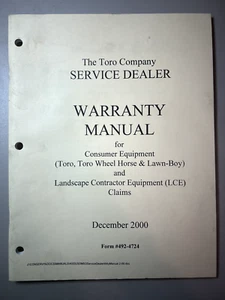 The Toro Company
SERVICE DEALER
WARRANTY
MANUAL
for
Consumer Equipment
(Toro, Toro Wheel Horse & Lawn-Boy)
and
Landscape Contractor Equipment (LCE)
Claims
December 2000
Form #492-4724